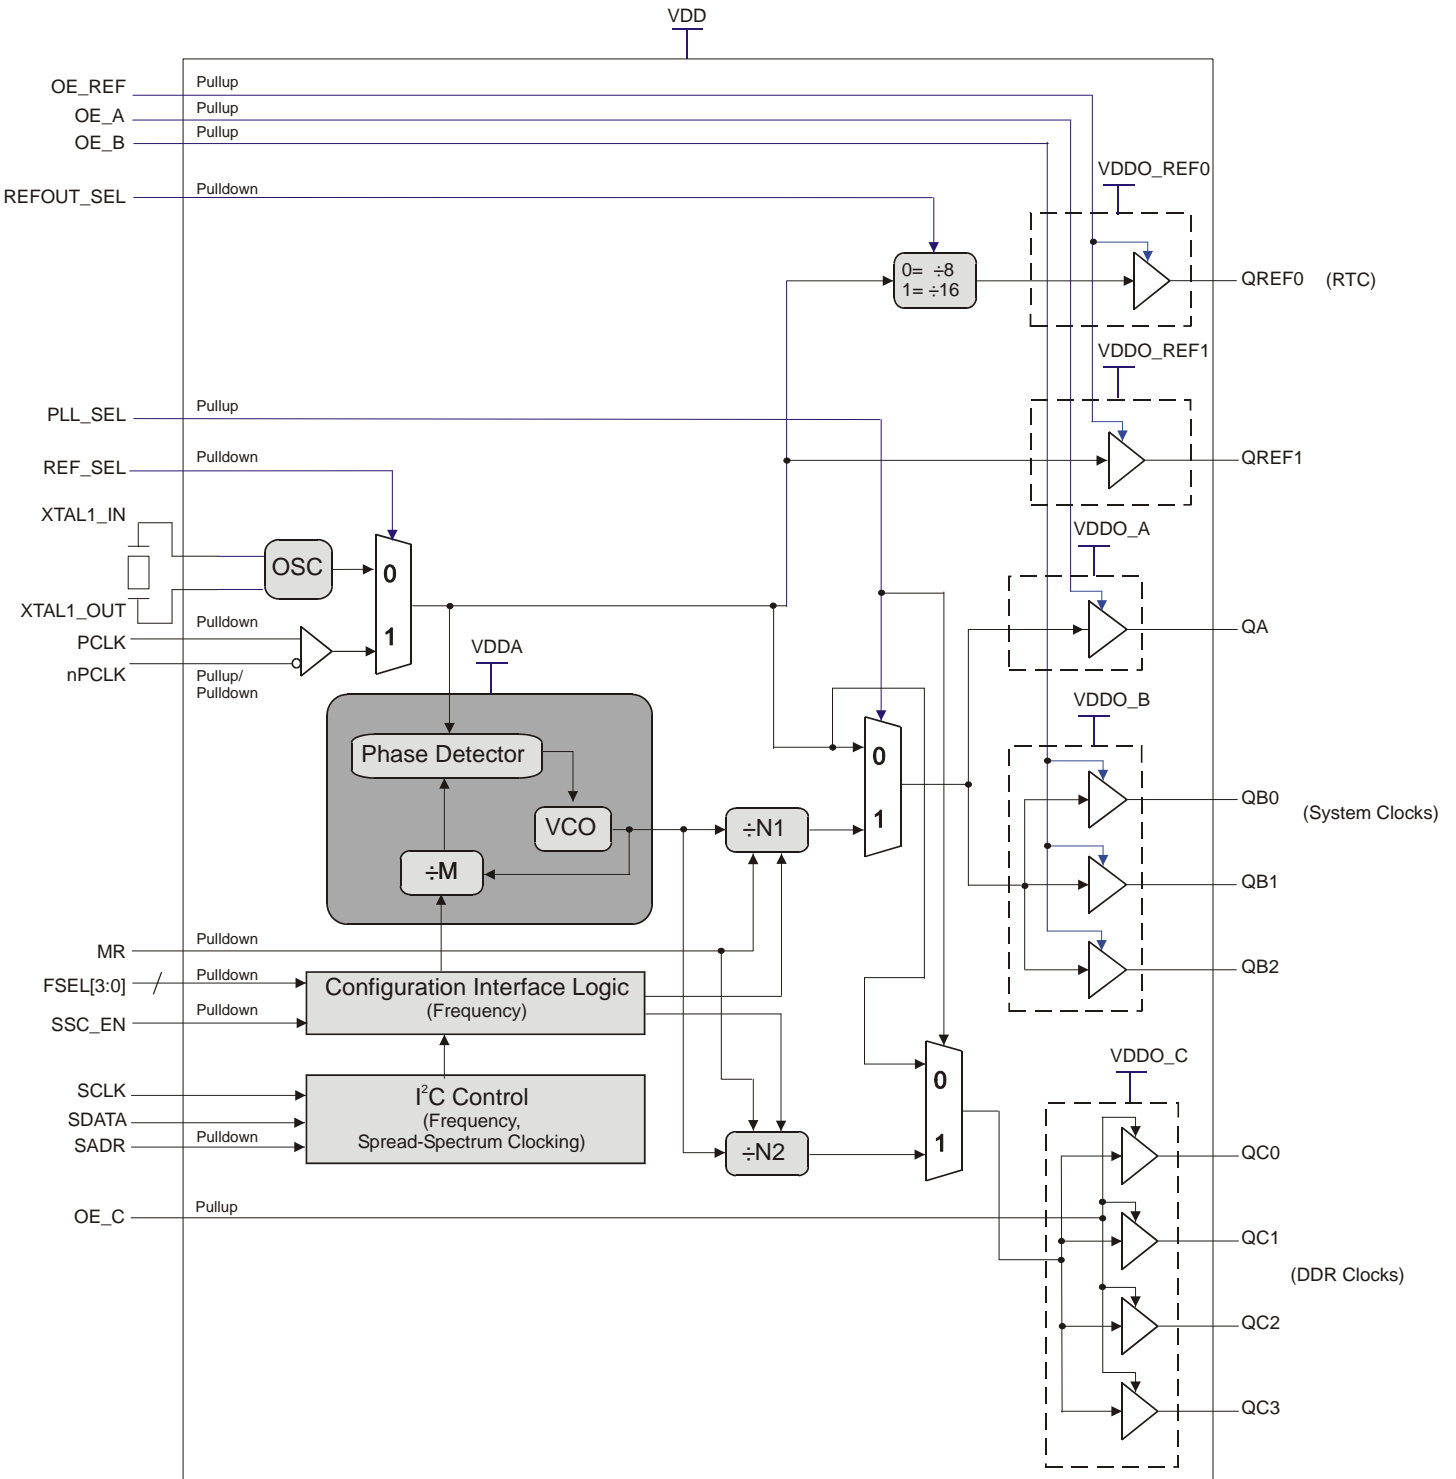 VDD
OE_REF
Pullup
OE_A
Pullup
OE_B
Pullup
REFOUT_SEL
Pulldown
VDDO_REF0
0= ÷8
1= ÷16
QREF0 (RTC)
VDDO_REF1
PLL_SEL
Pullup
QREF1
REF_SEL
Pulldown
XTAL1_IN
OSC
0
1
XTAL1_OUT
PCLK
Pulldown
nPCLK
Pullup/
Pulldown
VDDO_A
QA
VDDA
VDDO_B
Phase Detector
VCO
÷M
÷N1
0
1
QB0
(System Clocks)
QB1
QB2
MR
Pulldown
FSEL[3:0]
Pulldown
SSC_EN
Pulldown
Configuration Interface Logic
(Frequency)
SCLK
SDATA
SADR
Pulldown
I²C Control
(Frequency,
Spread-Spectrum Clocking)
÷N2
0
1
VDDO_C
QC0
OE_C
Pullup
QC1
(DDR Clocks)
QC2
QC3